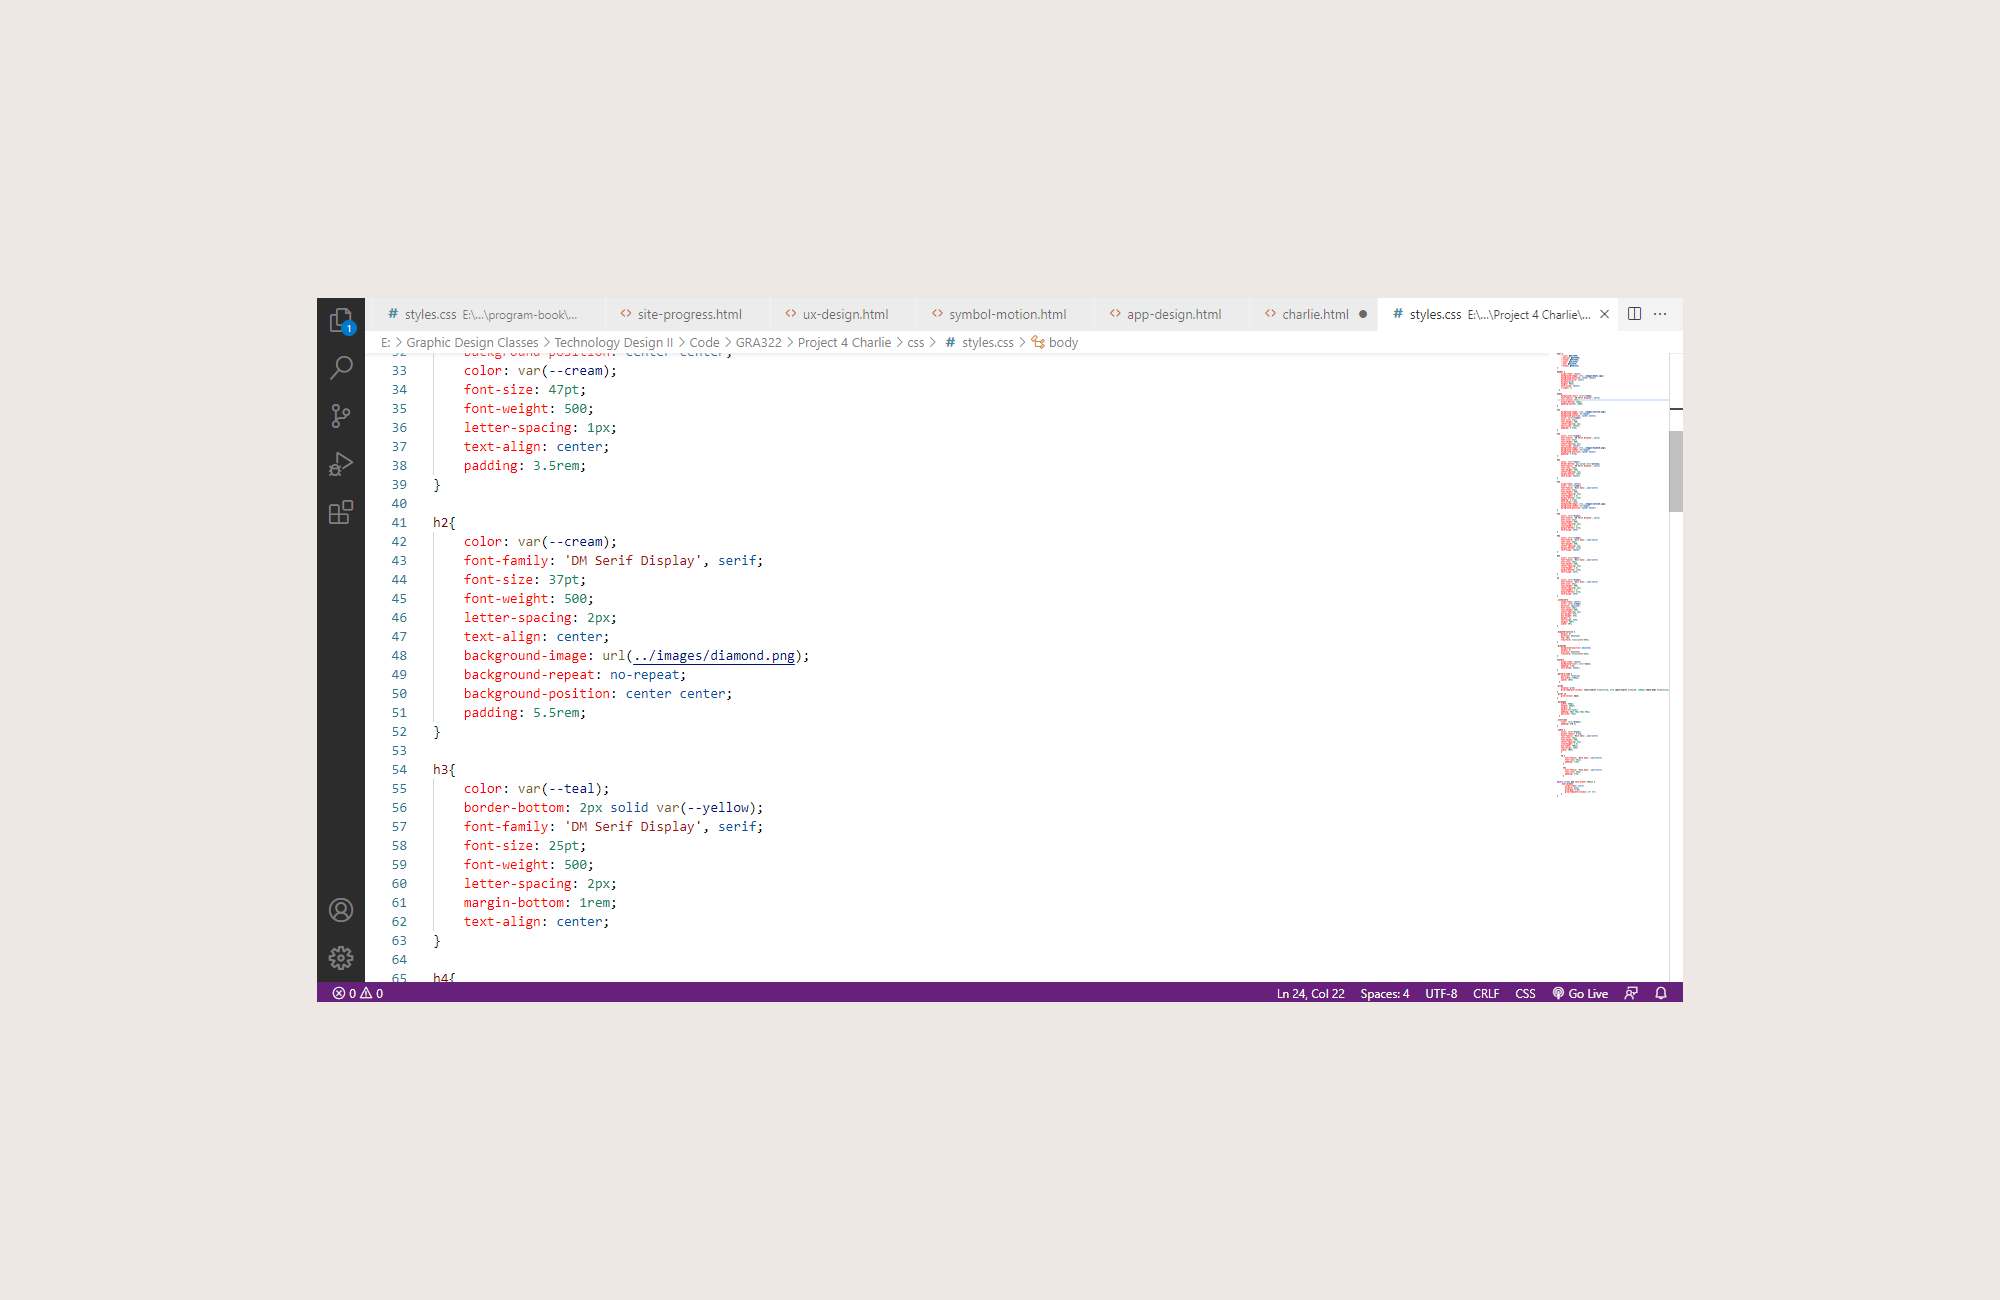 1
# styles.css E:\...\program-book\... <> site-progress.html <> ux-design.html <> symbol-motion.html <> app-design.html <> charlie.html ● # styles.css E:\...\Project 4 Charlie\... ✕ ···
E: > Graphic Design Classes > Technology Design II > Code > GRA322 > Project 4 Charlie > css > # styles.css > body
32     background-position: center center;
33     color: var(--cream);
34     font-size: 47pt;
35     font-weight: 500;
36     letter-spacing: 1px;
37     text-align: center;
38     padding: 3.5rem;
39 }
40
41 h2{
42     color: var(--cream);
43     font-family: 'DM Serif Display', serif;
44     font-size: 37pt;
45     font-weight: 500;
46     letter-spacing: 2px;
47     text-align: center;
48     background-image: url(../images/diamond.png);
49     background-repeat: no-repeat;
50     background-position: center center;
51     padding: 5.5rem;
52 }
53
54 h3{
55     color: var(--teal);
56     border-bottom: 2px solid var(--yellow);
57     font-family: 'DM Serif Display', serif;
58     font-size: 25pt;
59     font-weight: 500;
60     letter-spacing: 2px;
61     margin-bottom: 1rem;
62     text-align: center;
63 }
64
65 h4{
0 0 Ln 24, Col 22 Spaces: 4 UTF-8 CRLF CSS Go Live